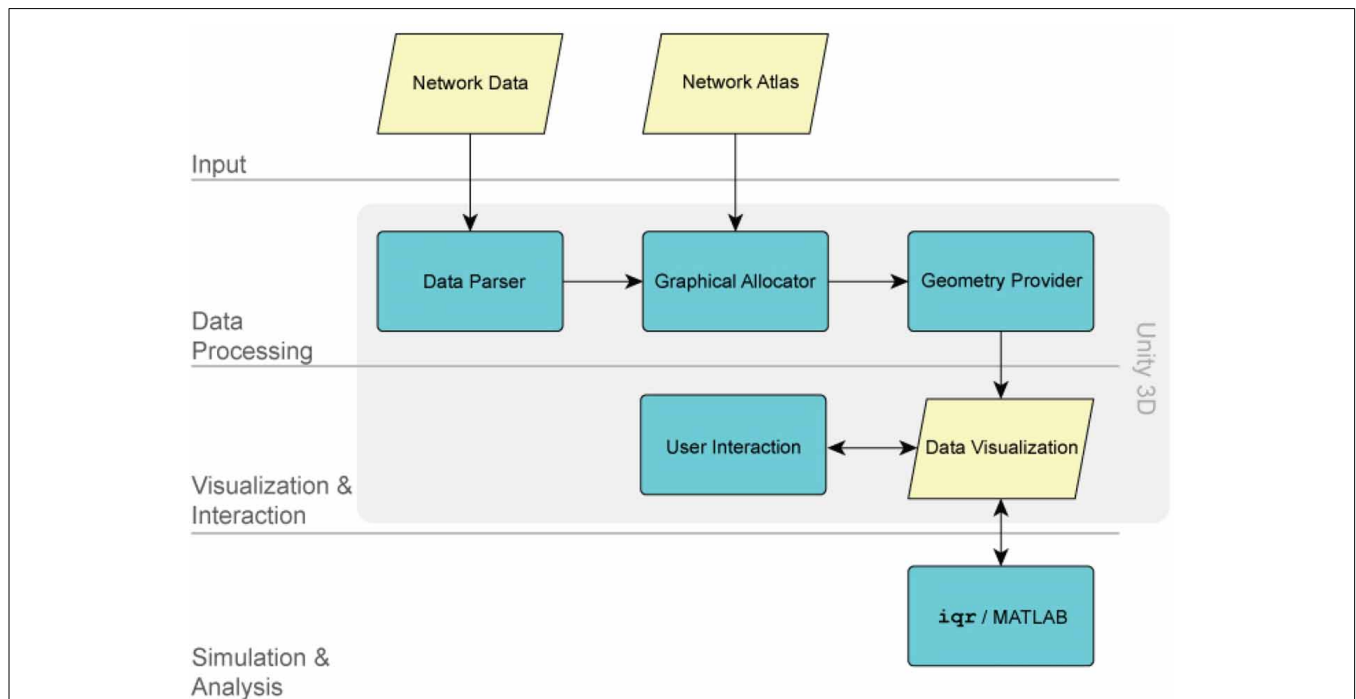 Network Data
Network Atlas
Input
Data Parser
Graphical Allocator
Geometry Provider
Data
Processing
Unity 3D
User Interaction
Data Visualization
Visualization &
Interaction
iqr / MATLAB
Simulation &
Analysis